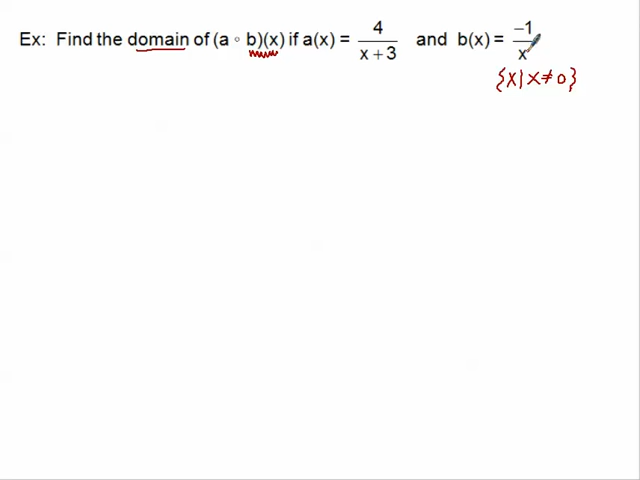 Ex: Find the domain of (a ∘ b)(x) if a(x) = 4/(x + 3) and b(x) = −1/x
{x | x ≠ 0}